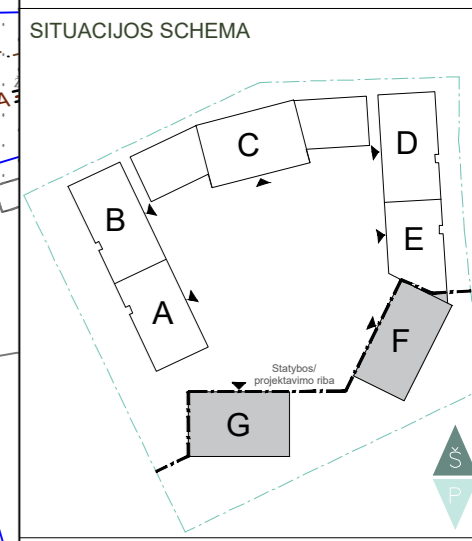 SITUACIJOS SCHEMA
C
D
B
E
A
F
Statybos/
projektavimo riba
G
Š
P